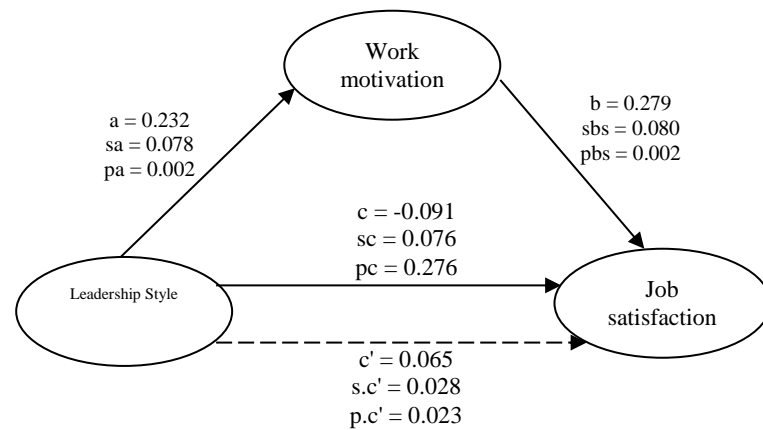 Work
motivation
a = 0.232
sa = 0.078
pa = 0.002
b = 0.279
sbs = 0.080
pbs = 0.002
c = -0.091
sc = 0.076
pc = 0.276
Leadership Style
Job
satisfaction
c' = 0.065
s.c' = 0.028
p.c' = 0.023